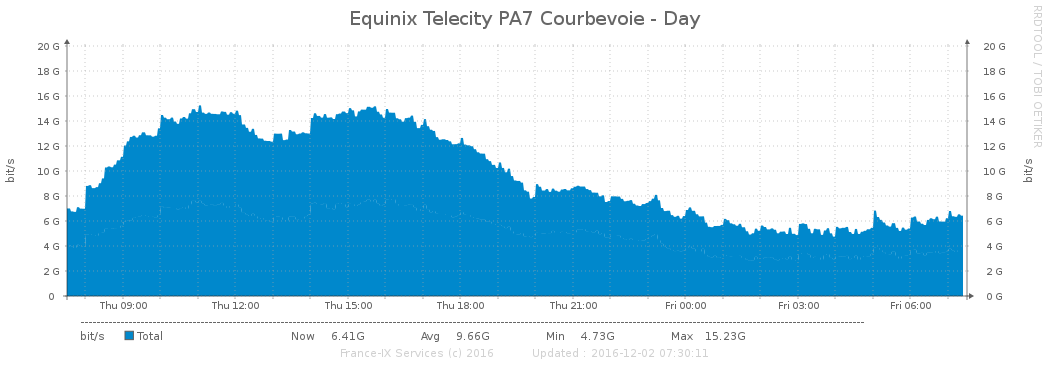 Equinix Telecity PA7 Courbevoie - Day
RRDTOOL / TOBI OETIKER
bit/s
bit/s
20 G 20 G
18 G 18 G
16 G 16 G
14 G 14 G
12 G 12 G
10 G 10 G
8 G 8 G
6 G 6 G
4 G 4 G
2 G 2 G
0 0 G
Thu 09:00 Thu 12:00 Thu 15:00 Thu 18:00 Thu 21:00 Fri 00:00 Fri 03:00 Fri 06:00
bit/s Total Now 6.41G Avg 9.66G Min 4.73G Max 15.23G
France-IX Services (c) 2016 Updated : 2016-12-02 07:30:11